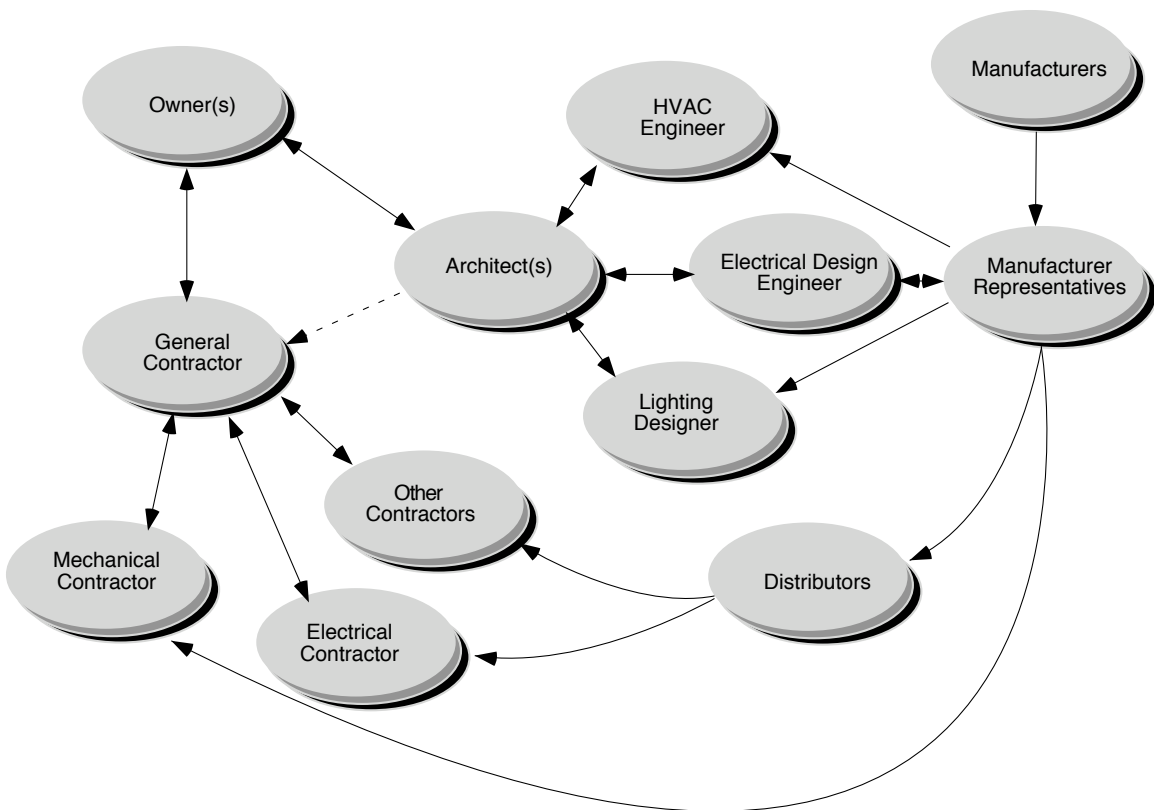 Manufacturers
Owner(s)
HVAC
Engineer
Architect(s)
Electrical Design
Engineer
Manufacturer
Representatives
General
Contractor
Lighting
Designer
Other
Contractors
Mechanical
Contractor
Distributors
Electrical
Contractor